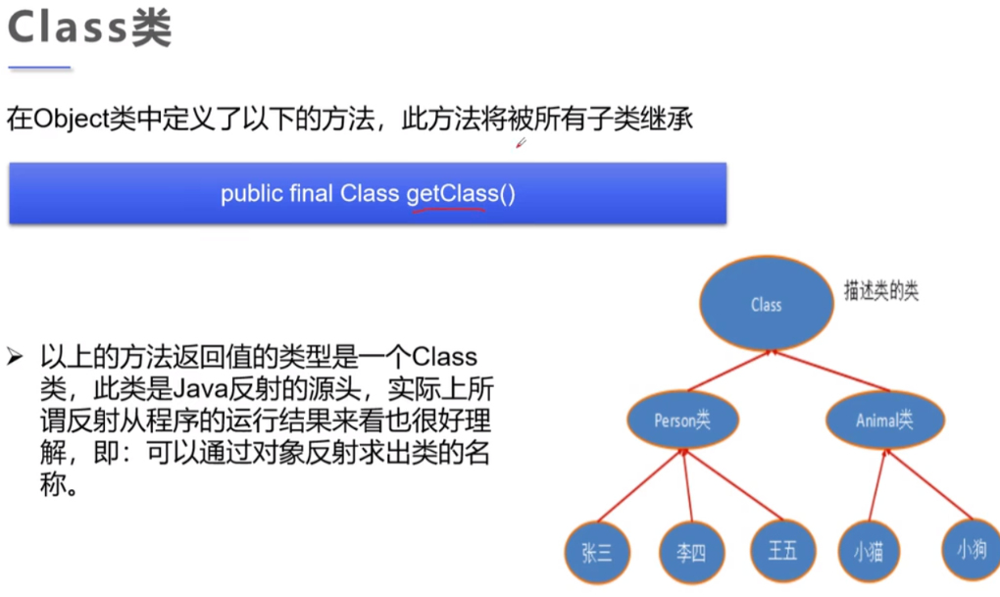 Class类
在Object类中定义了以下的方法，此方法将被所有子类继承
public final Class getClass()
Class
描述类的类
➢ 以上的方法返回值的类型是一个Class
类，此类是Java反射的源头，实际上所
谓反射从程序的运行结果来看也很好理
解，即：可以通过对象反射求出类的名
称。
Person类
Animal类
张三
李四
王五
小猫
小狗